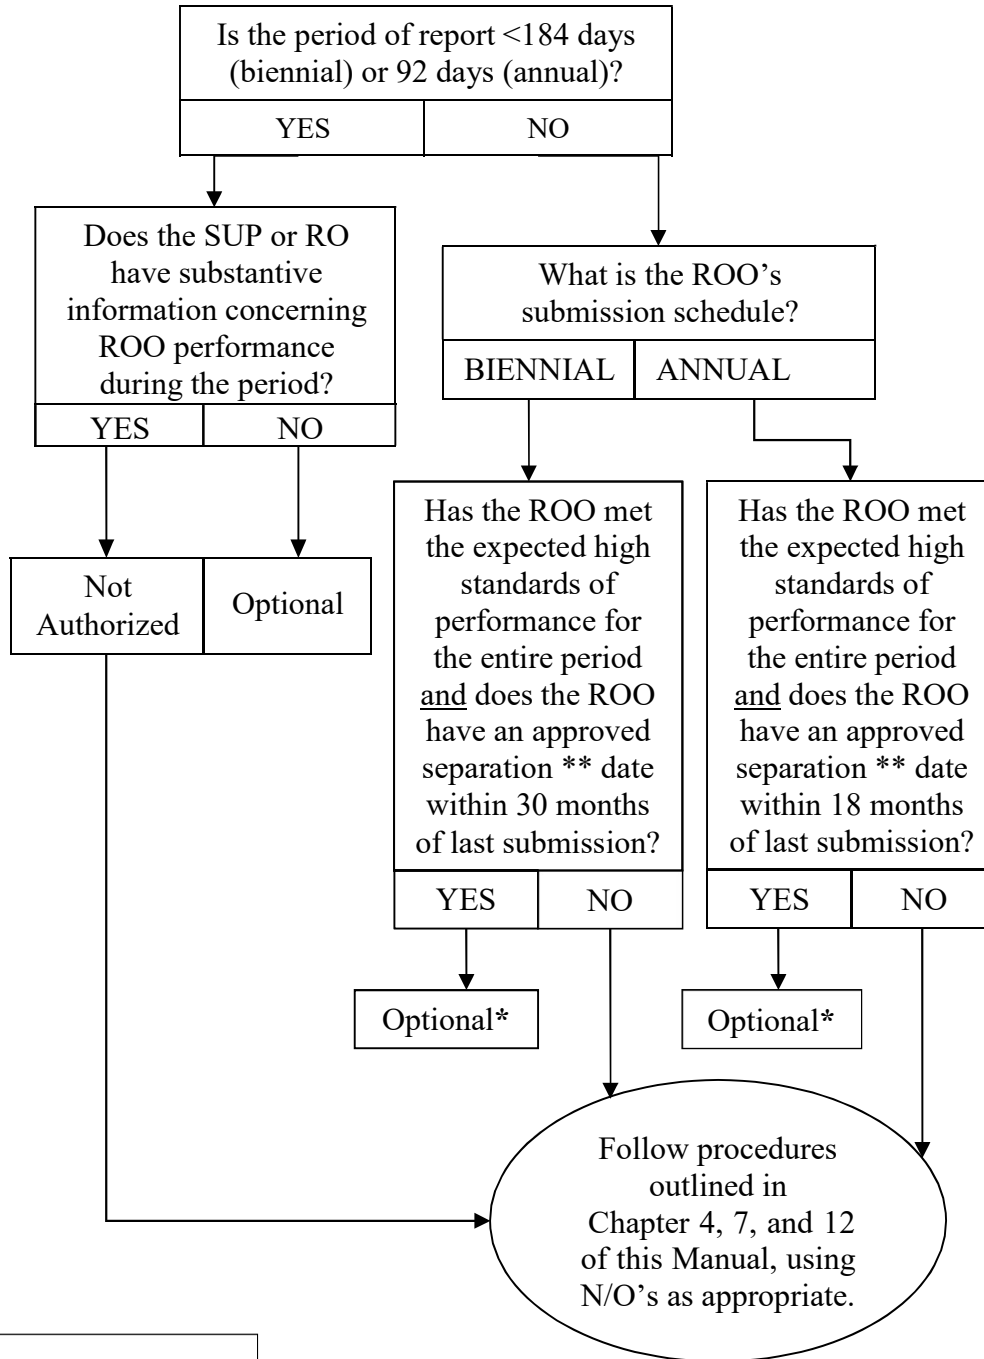 Is the period of report <184 days
(biennial) or 92 days (annual)?
YES
NO
Does the SUP or RO
have substantive
information concerning
ROO performance
during the period?
YES
NO
What is the ROO’s
submission schedule?
BIENNIAL
ANNUAL
Not
Authorized
Optional
Has the ROO met
the expected high
standards of
performance for
the entire period
and does the ROO
have an approved
separation ** date
within 30 months
of last submission?
YES
NO
Has the ROO met
the expected high
standards of
performance for
the entire period
and does the ROO
have an approved
separation ** date
within 18 months
of last submission?
YES
NO
Optional*
Optional*
Follow procedures
outlined in
Chapter 4, 7, and 12
of this Manual, using
N/O’s as appropriate.